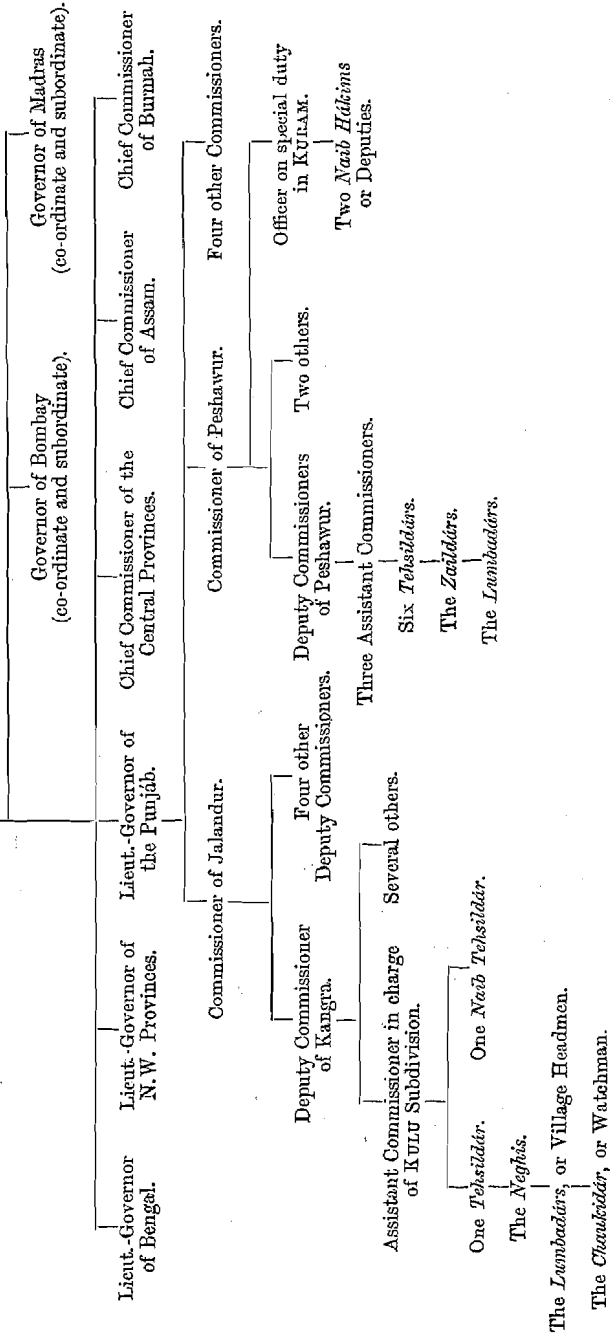 Governor of Bombay
(co-ordinate and subordinate).
Governor of Madras
(co-ordinate and subordinate).
Lieut.-Governor
of Bengal.
Lieut.-Governor of
N.W. Provinces.
Lieut.-Governor of
the Punjáb.
Chief Commissioner of the
Central Provinces.
Chief Commissioner
of Assam.
Chief Commissioner
of Burmah.
Commissioner of Jalandur.
Commissioner of Peshawur.
Four other Commissioners.
Deputy Commissioner
of Kangra.
Four other
Deputy Commissioners.
Deputy Commissioners
of Peshawur.
Two others.
Officer on special duty
in KURAM.
Assistant Commissioner in charge
of KULU Subdivision.
Several others.
Three Assistant Commissioners.
Two Naib Hákims
or Deputies.
One Tehsildár.
One Naib Tehsildár.
Six Tehsildárs.
The Neghis.
The Zaildárs.
The Lumbadárs, or Village Headmen.
The Lumbadárs.
The Chaukidár, or Watchman.